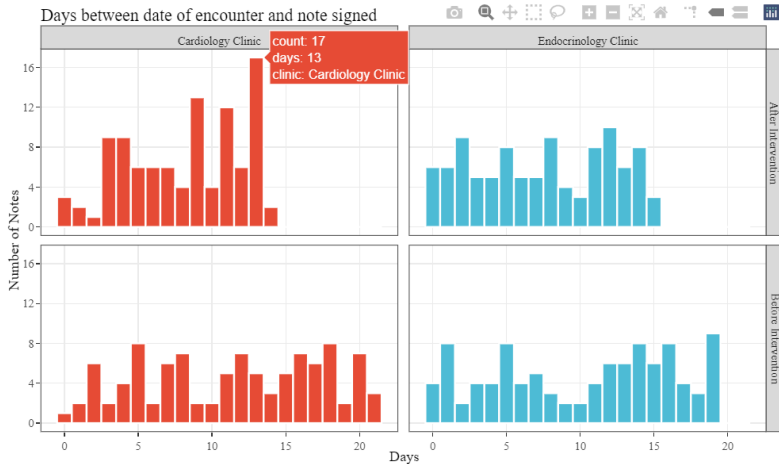 Days between date of encounter and note signed
Cardiology Clinic
Endocrinology Clinic
count: 17
days: 13
clinic: Cardiology Clinic
16
12
8
4
0
After Intervention
Number of Notes
16
12
8
4
0
Before Intervention
0 5 10 15 20
0 5 10 15 20
Days